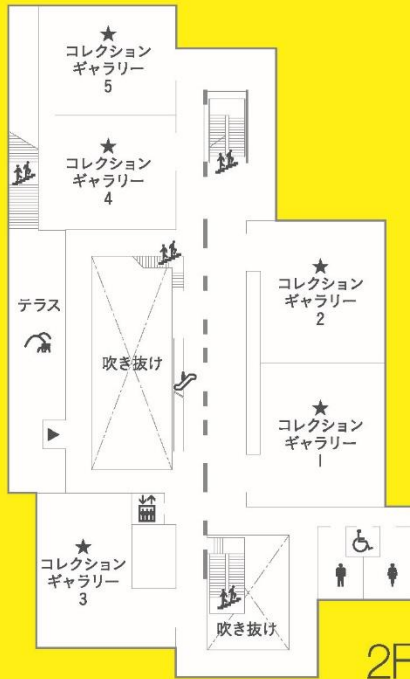 ★
コレクション
ギャラリー
5
★
コレクション
ギャラリー
4
★
コレクション
ギャラリー
2
テラス
吹き抜け
★
コレクション
ギャラリー
1
★
コレクション
ギャラリー
3
吹き抜け
2F